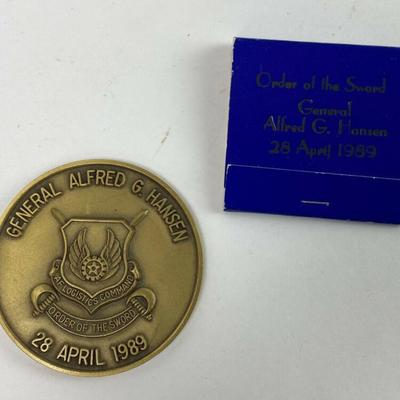 GENERAL ALFRED G. HANSEN
AF LOGISTICS COMMAND
ORDER OF THE SWORD
28 APRIL 1989
Order of the Sword
General
Alfred G. Hansen
28 April 1989